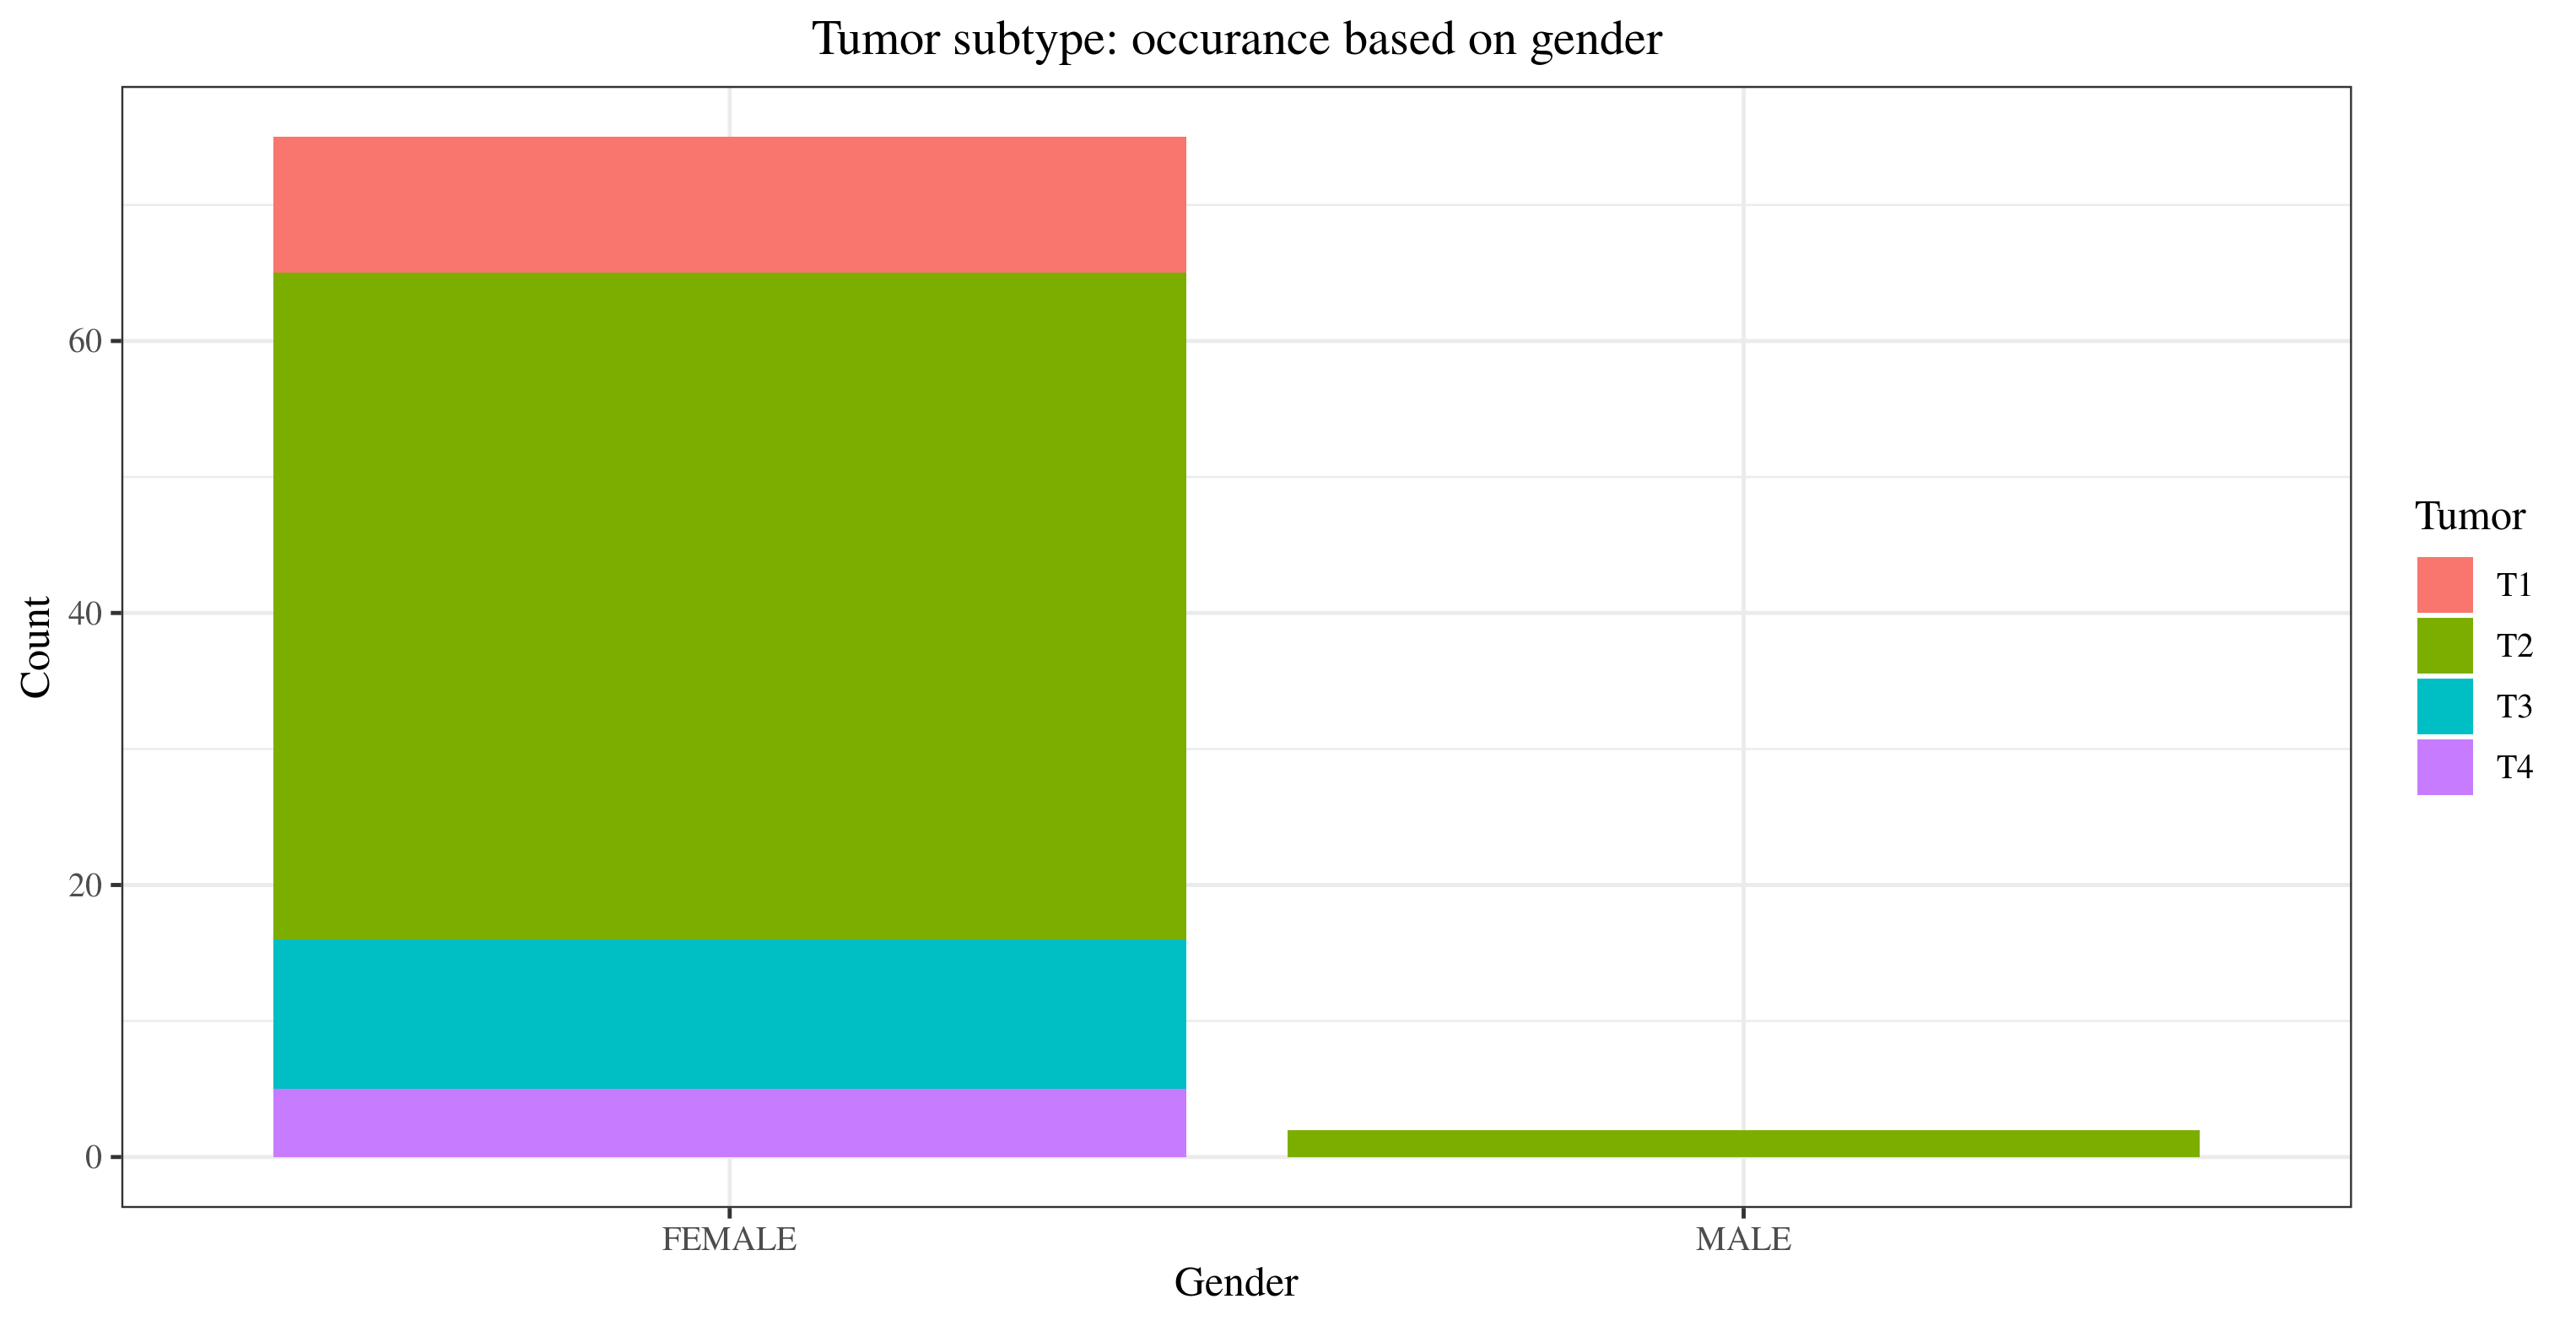 Tumor subtype: occurance based on gender
Count
60
40
20
0
FEMALE
MALE
Gender
Tumor
T1
T2
T3
T4